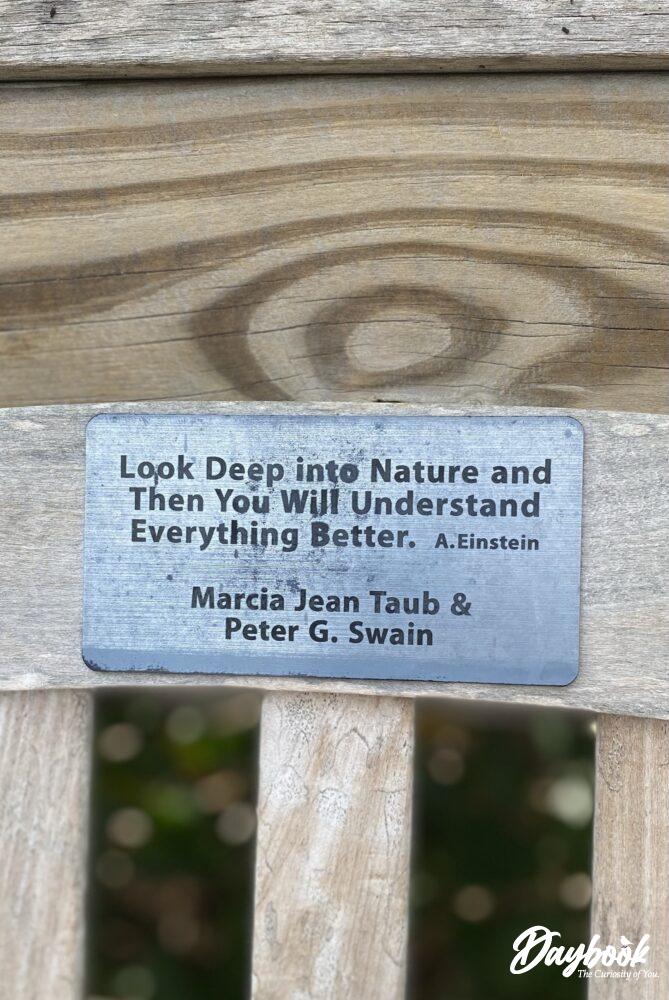 Look Deep into Nature and
Then You Will Understand
Everything Better. A.Einstein
Marcia Jean Taub &
Peter G. Swain
Daybook
The Curiosity of You.